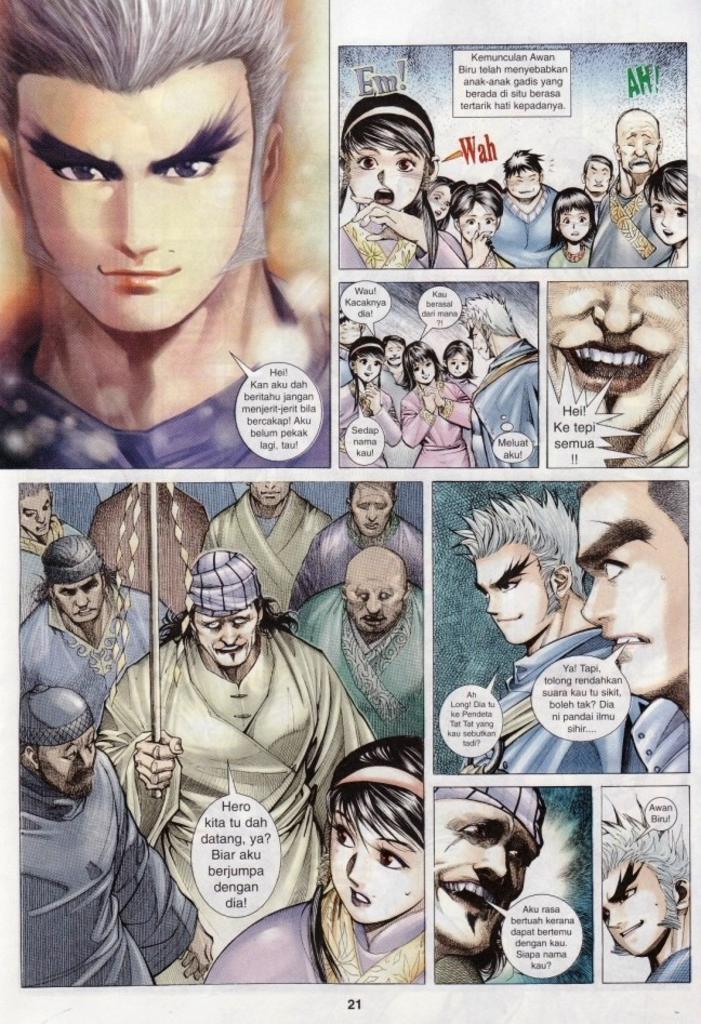 Hei!
Kan aku dah
beritahu jangan
menjerit-jerit bila
bercakap! Aku
belum pekak
lagi, tau!
Kemunculan Awan
Biru telah menyebabkan
anak-anak gadis yang
berada di situ berasa
tertarik hati kepadanya.
Em!
Wah
AH!
Wau!
Kacaknya
dia!
Kau
berasal
dari mana
?!
Sedap
nama
kau!
Meluat
aku!
Hei!
Ke tepi
semua
!!
Hero
kita tu dah
datang, ya?
Biar aku
berjumpa
dengan
dia!
Ah
Long! Dia tu
ke Pendeta
Tat Tat yang
kau sebutkan
tadi?
Ya! Tapi,
tolong rendahkan
suara kau tu sikit,
boleh tak? Dia
ni pandai ilmu
sihir....
Aku rasa
bertuah kerana
dapat bertemu
dengan kau.
Siapa nama
kau?
Awan
Biru!
21